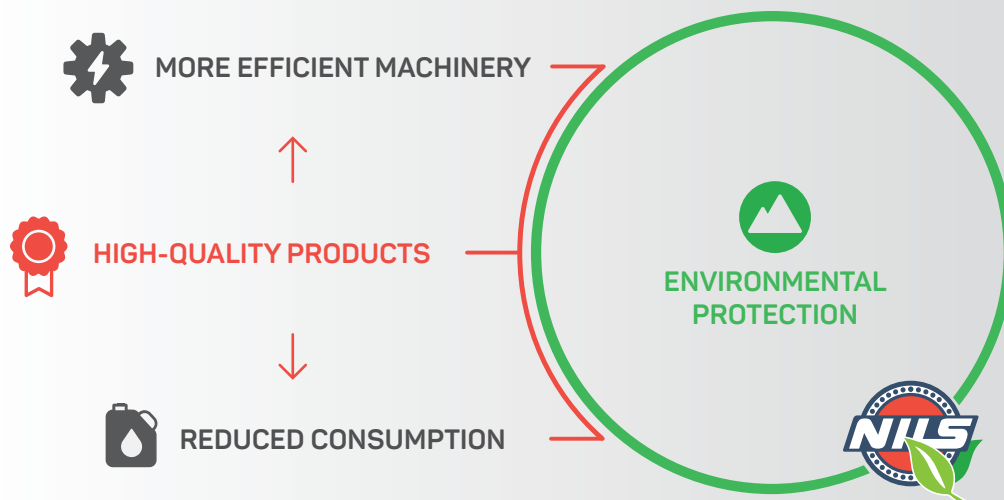 MORE EFFICIENT MACHINERY
HIGH-QUALITY PRODUCTS
ENVIRONMENTAL
PROTECTION
REDUCED CONSUMPTION
NILS